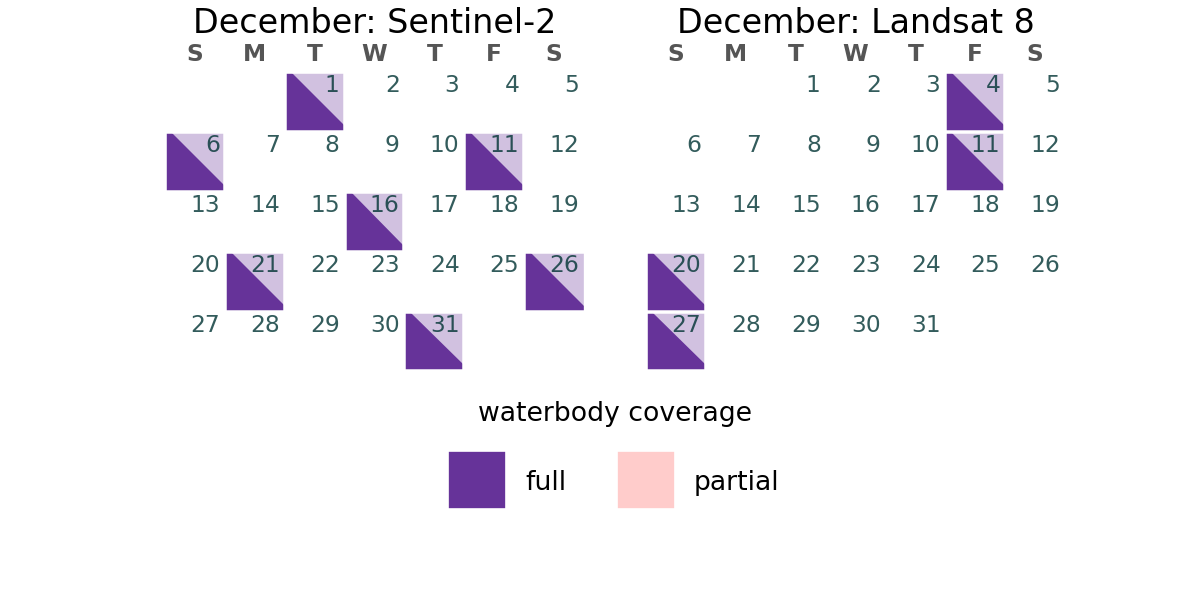 December: Sentinel-2
S M T W T F S
1 2 3 4 5
6 7 8 9 10 11 12
13 14 15 16 17 18 19
20 21 22 23 24 25 26
27 28 29 30 31
December: Landsat 8
S M T W T F S
1 2 3 4 5
6 7 8 9 10 11 12
13 14 15 16 17 18 19
20 21 22 23 24 25 26
27 28 29 30 31
waterbody coverage
full partial